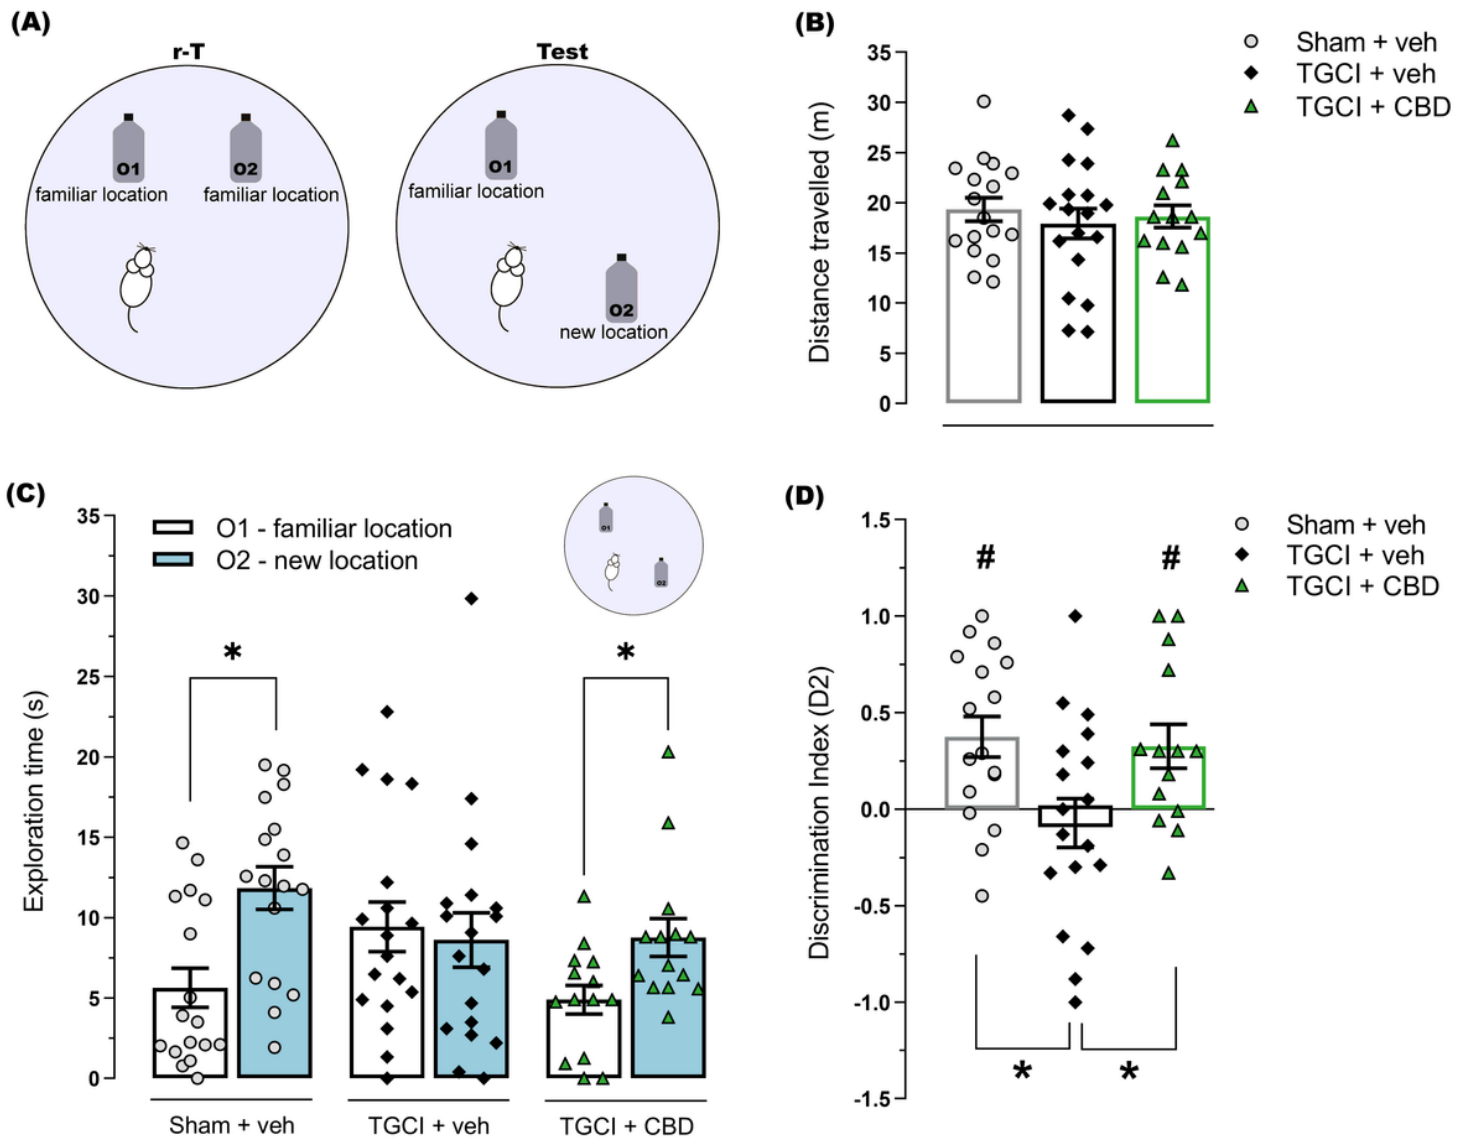 (A)
r-T
Test
O1
O2
familiar location
familiar location
O1
familiar location
O2
new location
(B)
Sham + veh
TGCI + veh
TGCI + CBD
Distance travelled (m)
35
30
25
20
15
10
5
0
(C)
O1 - familiar location
O2 - new location
O1
O2
Exploration time (s)
35
30
25
20
15
10
5
0
*
*
Sham + veh
TGCI + veh
TGCI + CBD
(D)
Sham + veh
TGCI + veh
TGCI + CBD
Discrimination Index (D2)
1.5
1.0
0.5
0.0
-0.5
-1.0
-1.5
#
#
*
*